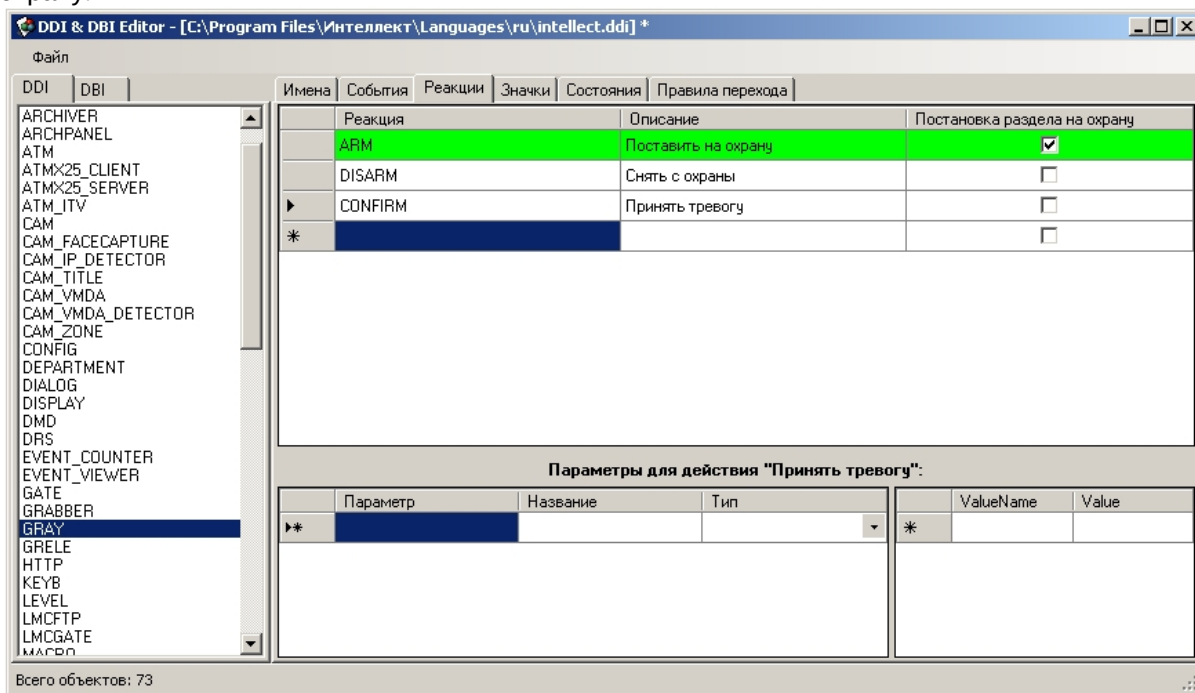 DDI & DBI Editor - [C:\Program Files\Интеллект\Languages\ru\intellect.ddi] *
Файл
DDI DBI
Имена События Реакции Значки Состояния Правила перехода
ARCHIVER
ARCHPANEL
ATM
ATMX25_CLIENT
ATMX25_SERVER
ATM_ITV
CAM
CAM_FACECAPTURE
CAM_IP_DETECTOR
CAM_TITLE
CAM_VMDA
CAM_VMDA_DETECTOR
CAM_ZONE
CONFIG
DEPARTMENT
DIALOG
DISPLAY
DMD
DRS
EVENT_COUNTER
EVENT_VIEWER
GATE
GRABBER
GRAY
GRELE
HTTP
KEYB
LEVEL
LMCFTP
LMCGATE
MACRO
Реакция Описание Постановка раздела на охрану
ARM Поставить на охрану
DISARM Снять с охраны
CONFIRM Принять тревогу
Параметры для действия "Принять тревогу":
Параметр Название Тип
ValueName Value
Всего объектов: 73